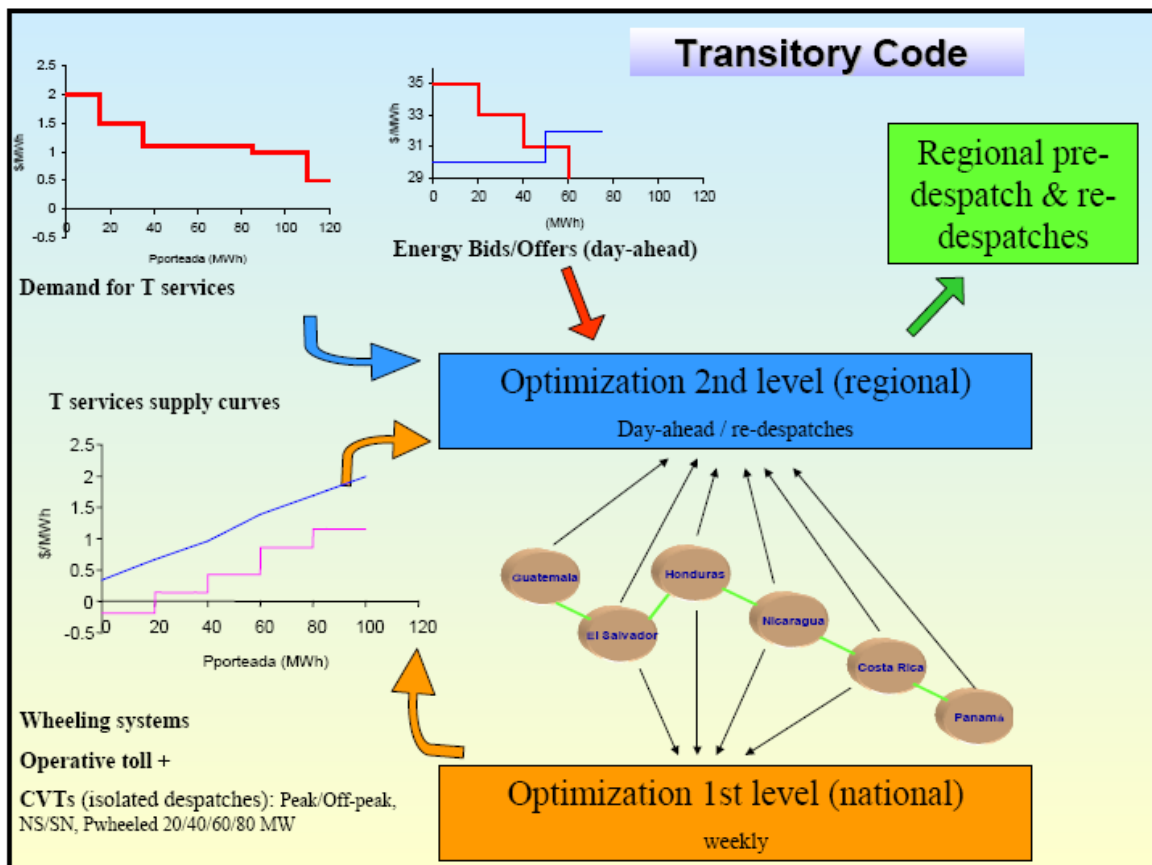 Transitory Code
2.5
2
1.5
1
0.5
0
-0.5
$/MWh
0 20 40 60 80 100 120
Pporteada (MWh)
Demand for T services
35
33
31
29
$/MWh
0 20 40 60 80 100 120
(MWh)
Energy Bids/Offers (day-ahead)
Regional pre-
despatch & re-
despatches
Optimization 2nd level (regional)
Day-ahead / re-despatches
T services supply curves
2.5
2
1.5
1
0.5
0
-0.5
$/MWh
0 20 40 60 80 100 120
Pporteada (MWh)
Guatemala
Honduras
El Salvador
Nicaragua
Costa Rica
Panamá
Wheeling systems
Operative toll +
CVTs (isolated despatches): Peak/Off-peak,
NS/SN, Pwheeled 20/40/60/80 MW
Optimization 1st level (national)
weekly